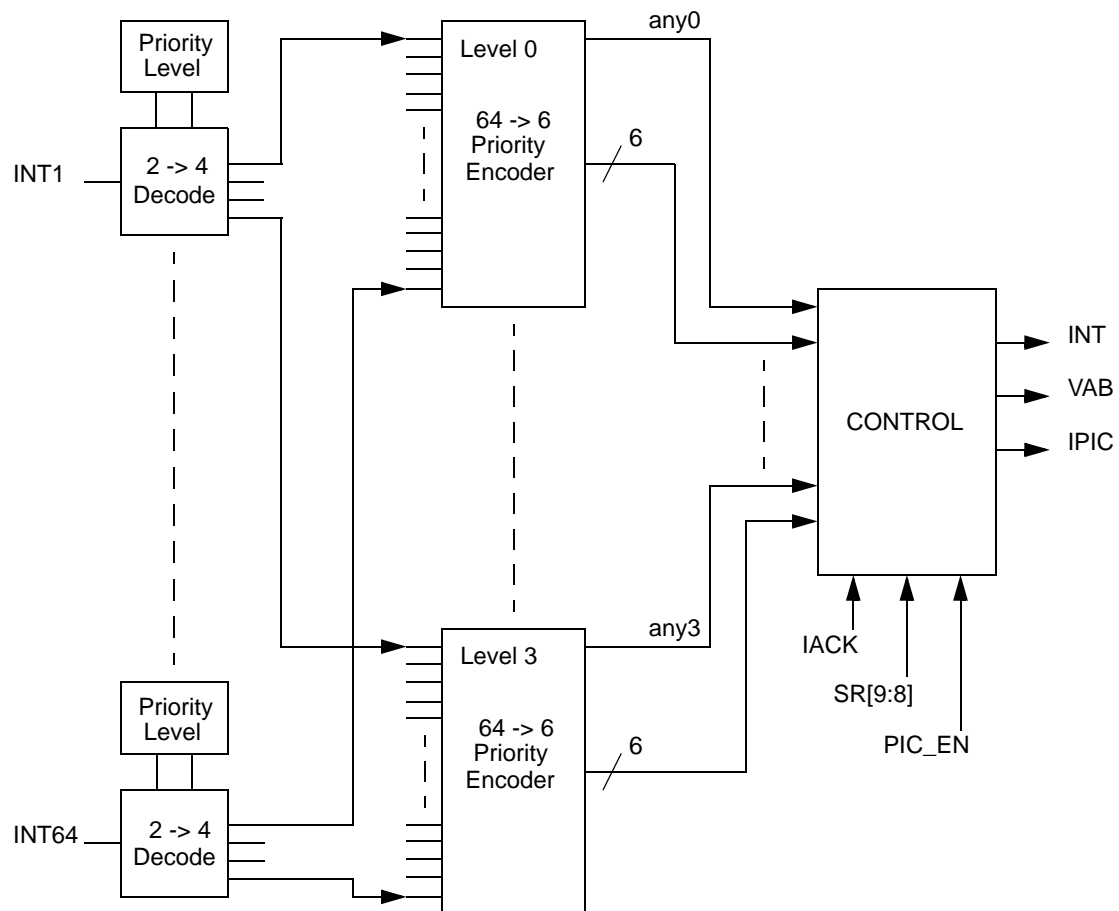 Priority
Level
2 -> 4
Decode
INT1
Level 0
64 -> 6
Priority
Encoder
any0
6
CONTROL
INT
VAB
IPIC
IACK
SR[9:8]
PIC_EN
Priority
Level
2 -> 4
Decode
INT64
Level 3
64 -> 6
Priority
Encoder
any3
6